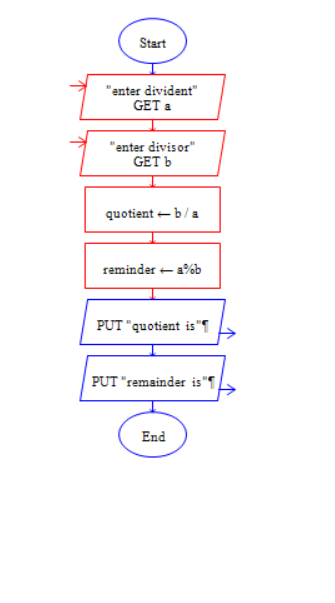 Start
"enter divident"
GET a
"enter divisor"
GET b
quotient ← b / a
reminder ← a%b
PUT "quotient is"¶
PUT "remainder is"¶
End